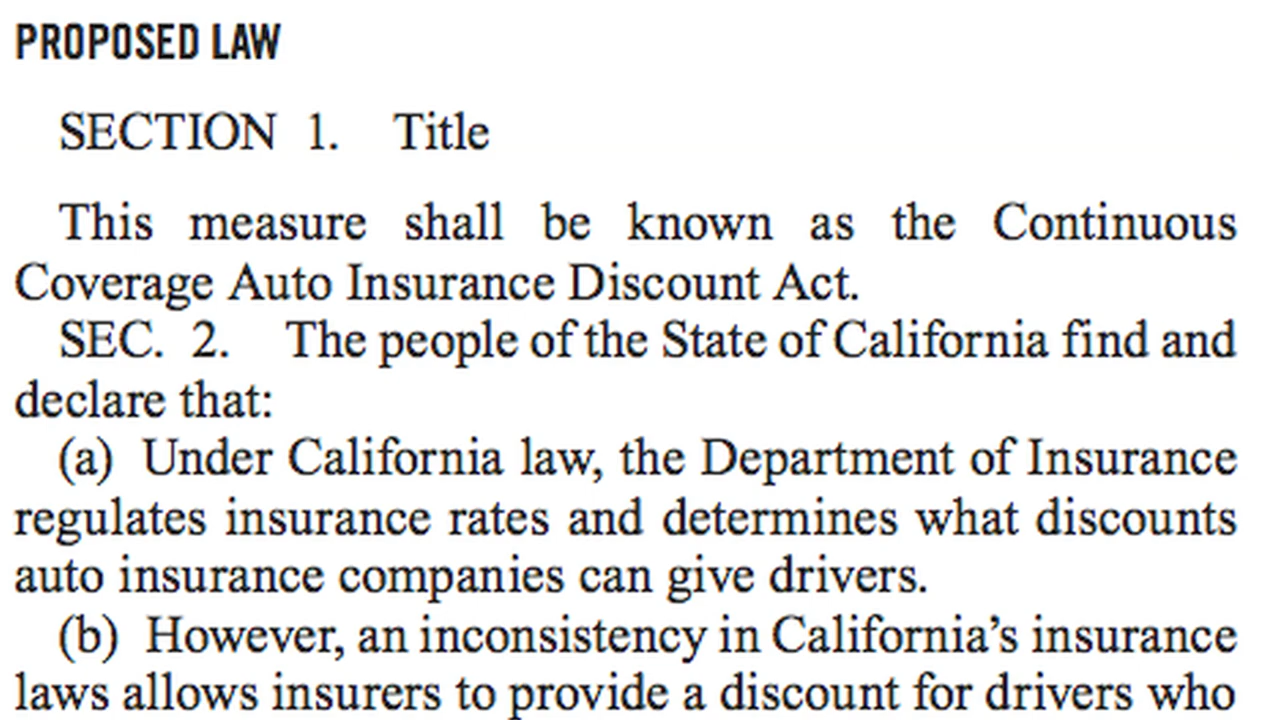 PROPOSED LAW
SECTION 1. Title
This measure shall be known as the Continuous
Coverage Auto Insurance Discount Act.
SEC. 2. The people of the State of California find and
declare that:
(a) Under California law, the Department of Insurance
regulates insurance rates and determines what discounts
auto insurance companies can give drivers.
(b) However, an inconsistency in California’s insurance
laws allows insurers to provide a discount for drivers who